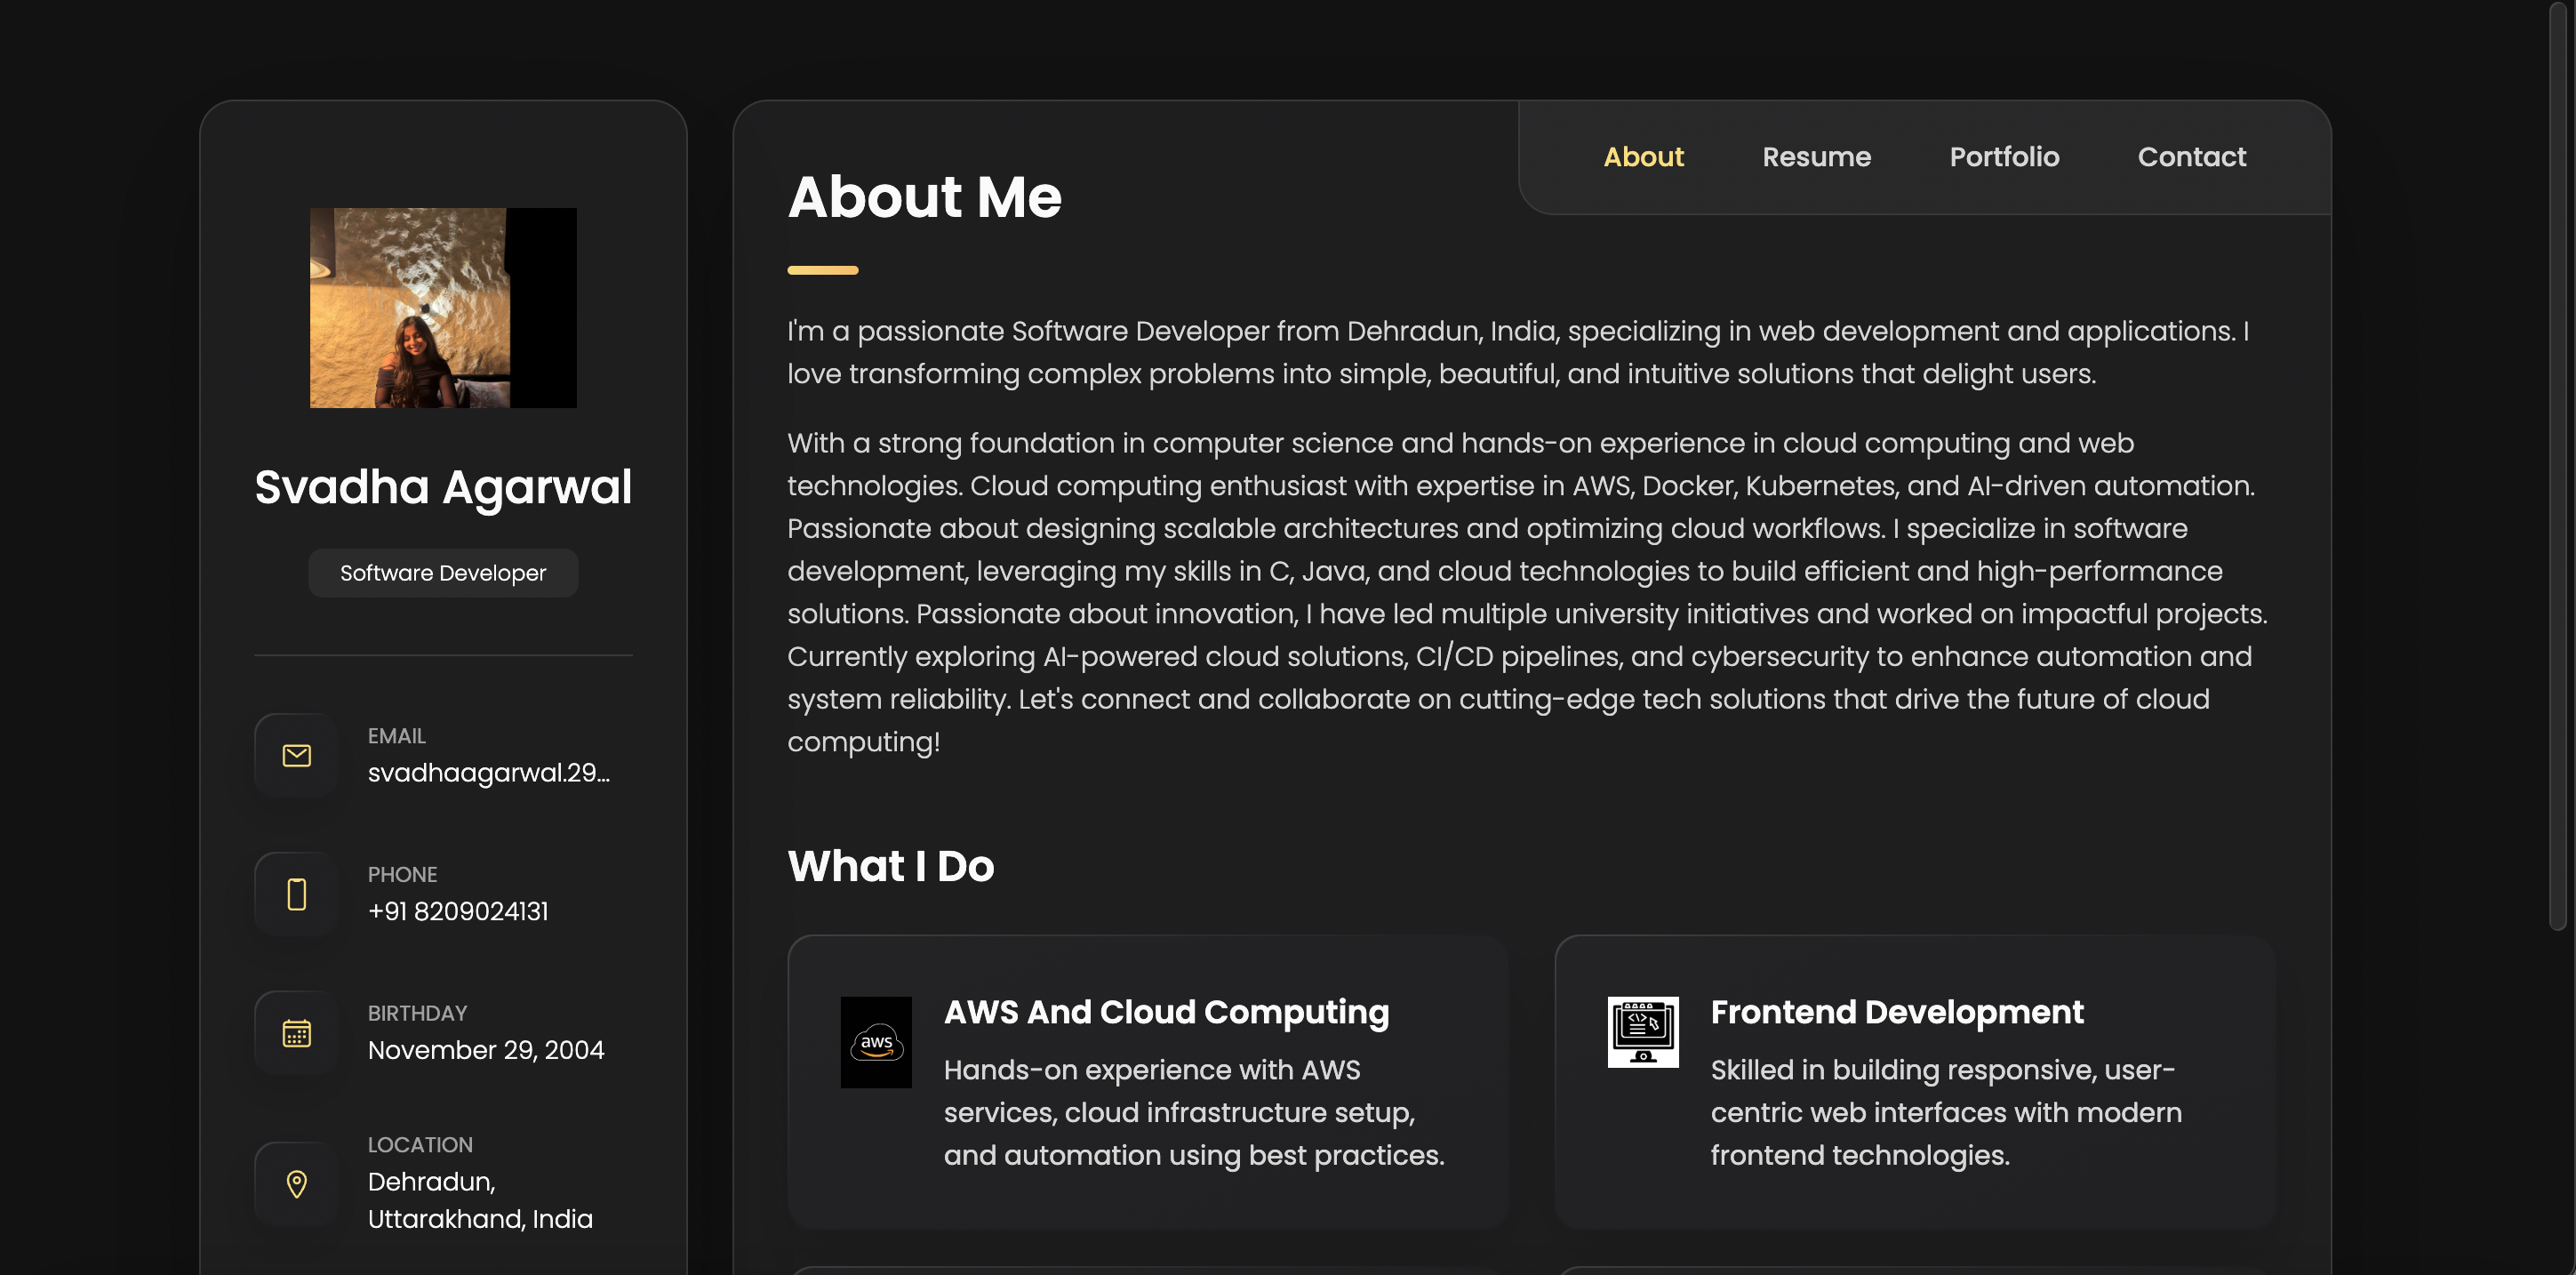 Svadha Agarwal
Software Developer
EMAIL
svadhaagarwal.29...
PHONE
+91 8209024131
BIRTHDAY
November 29, 2004
LOCATION
Dehradun,
Uttarakhand, India
About
Resume
Portfolio
Contact
About Me
I'm a passionate Software Developer from Dehradun, India, specializing in web development and applications. I
love transforming complex problems into simple, beautiful, and intuitive solutions that delight users.
With a strong foundation in computer science and hands-on experience in cloud computing and web
technologies. Cloud computing enthusiast with expertise in AWS, Docker, Kubernetes, and AI-driven automation.
Passionate about designing scalable architectures and optimizing cloud workflows. I specialize in software
development, leveraging my skills in C, Java, and cloud technologies to build efficient and high-performance
solutions. Passionate about innovation, I have led multiple university initiatives and worked on impactful projects.
Currently exploring AI-powered cloud solutions, CI/CD pipelines, and cybersecurity to enhance automation and
system reliability. Let's connect and collaborate on cutting-edge tech solutions that drive the future of cloud
computing!
What I Do
aws
AWS And Cloud Computing
Hands-on experience with AWS
services, cloud infrastructure setup,
and automation using best practices.
Frontend Development
Skilled in building responsive, user-
centric web interfaces with modern
frontend technologies.